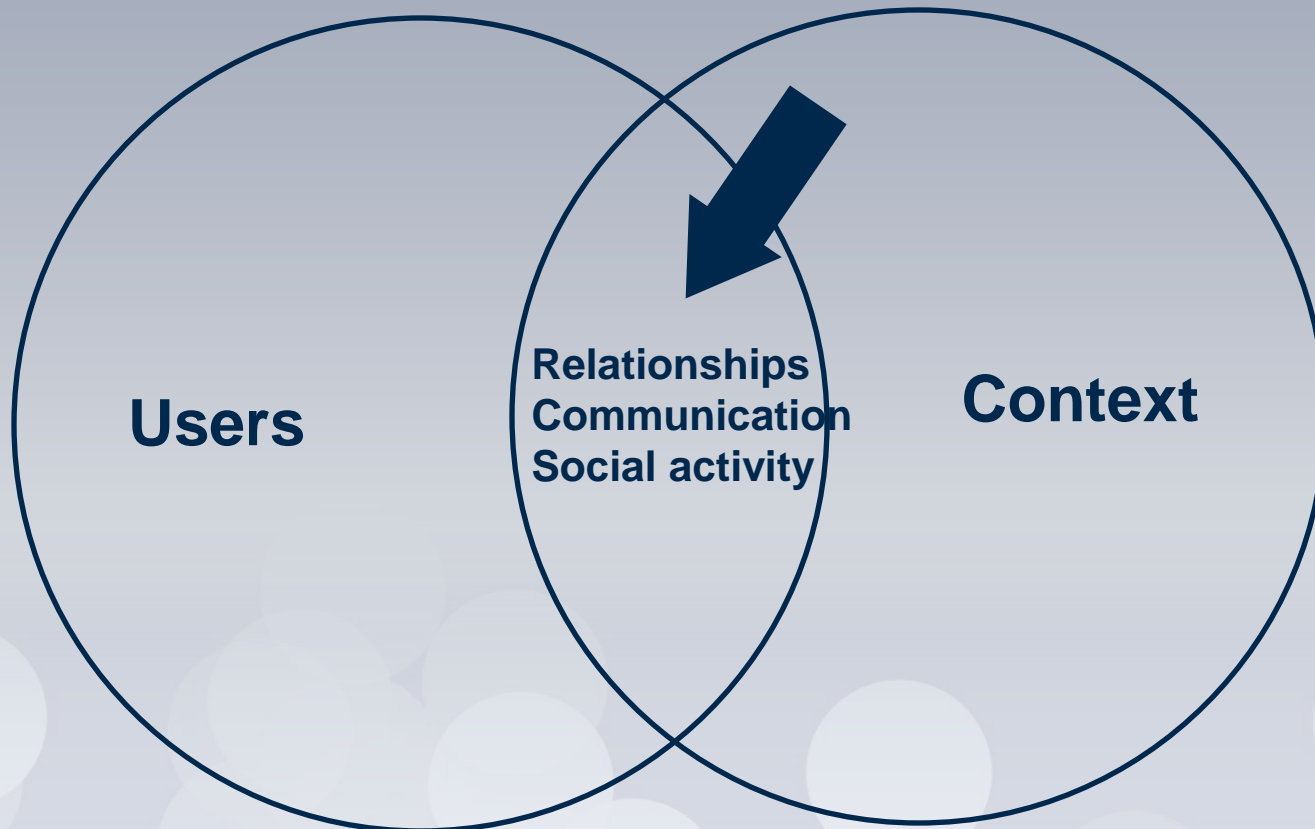 Users
Relationships
Communication
Social activity
Context